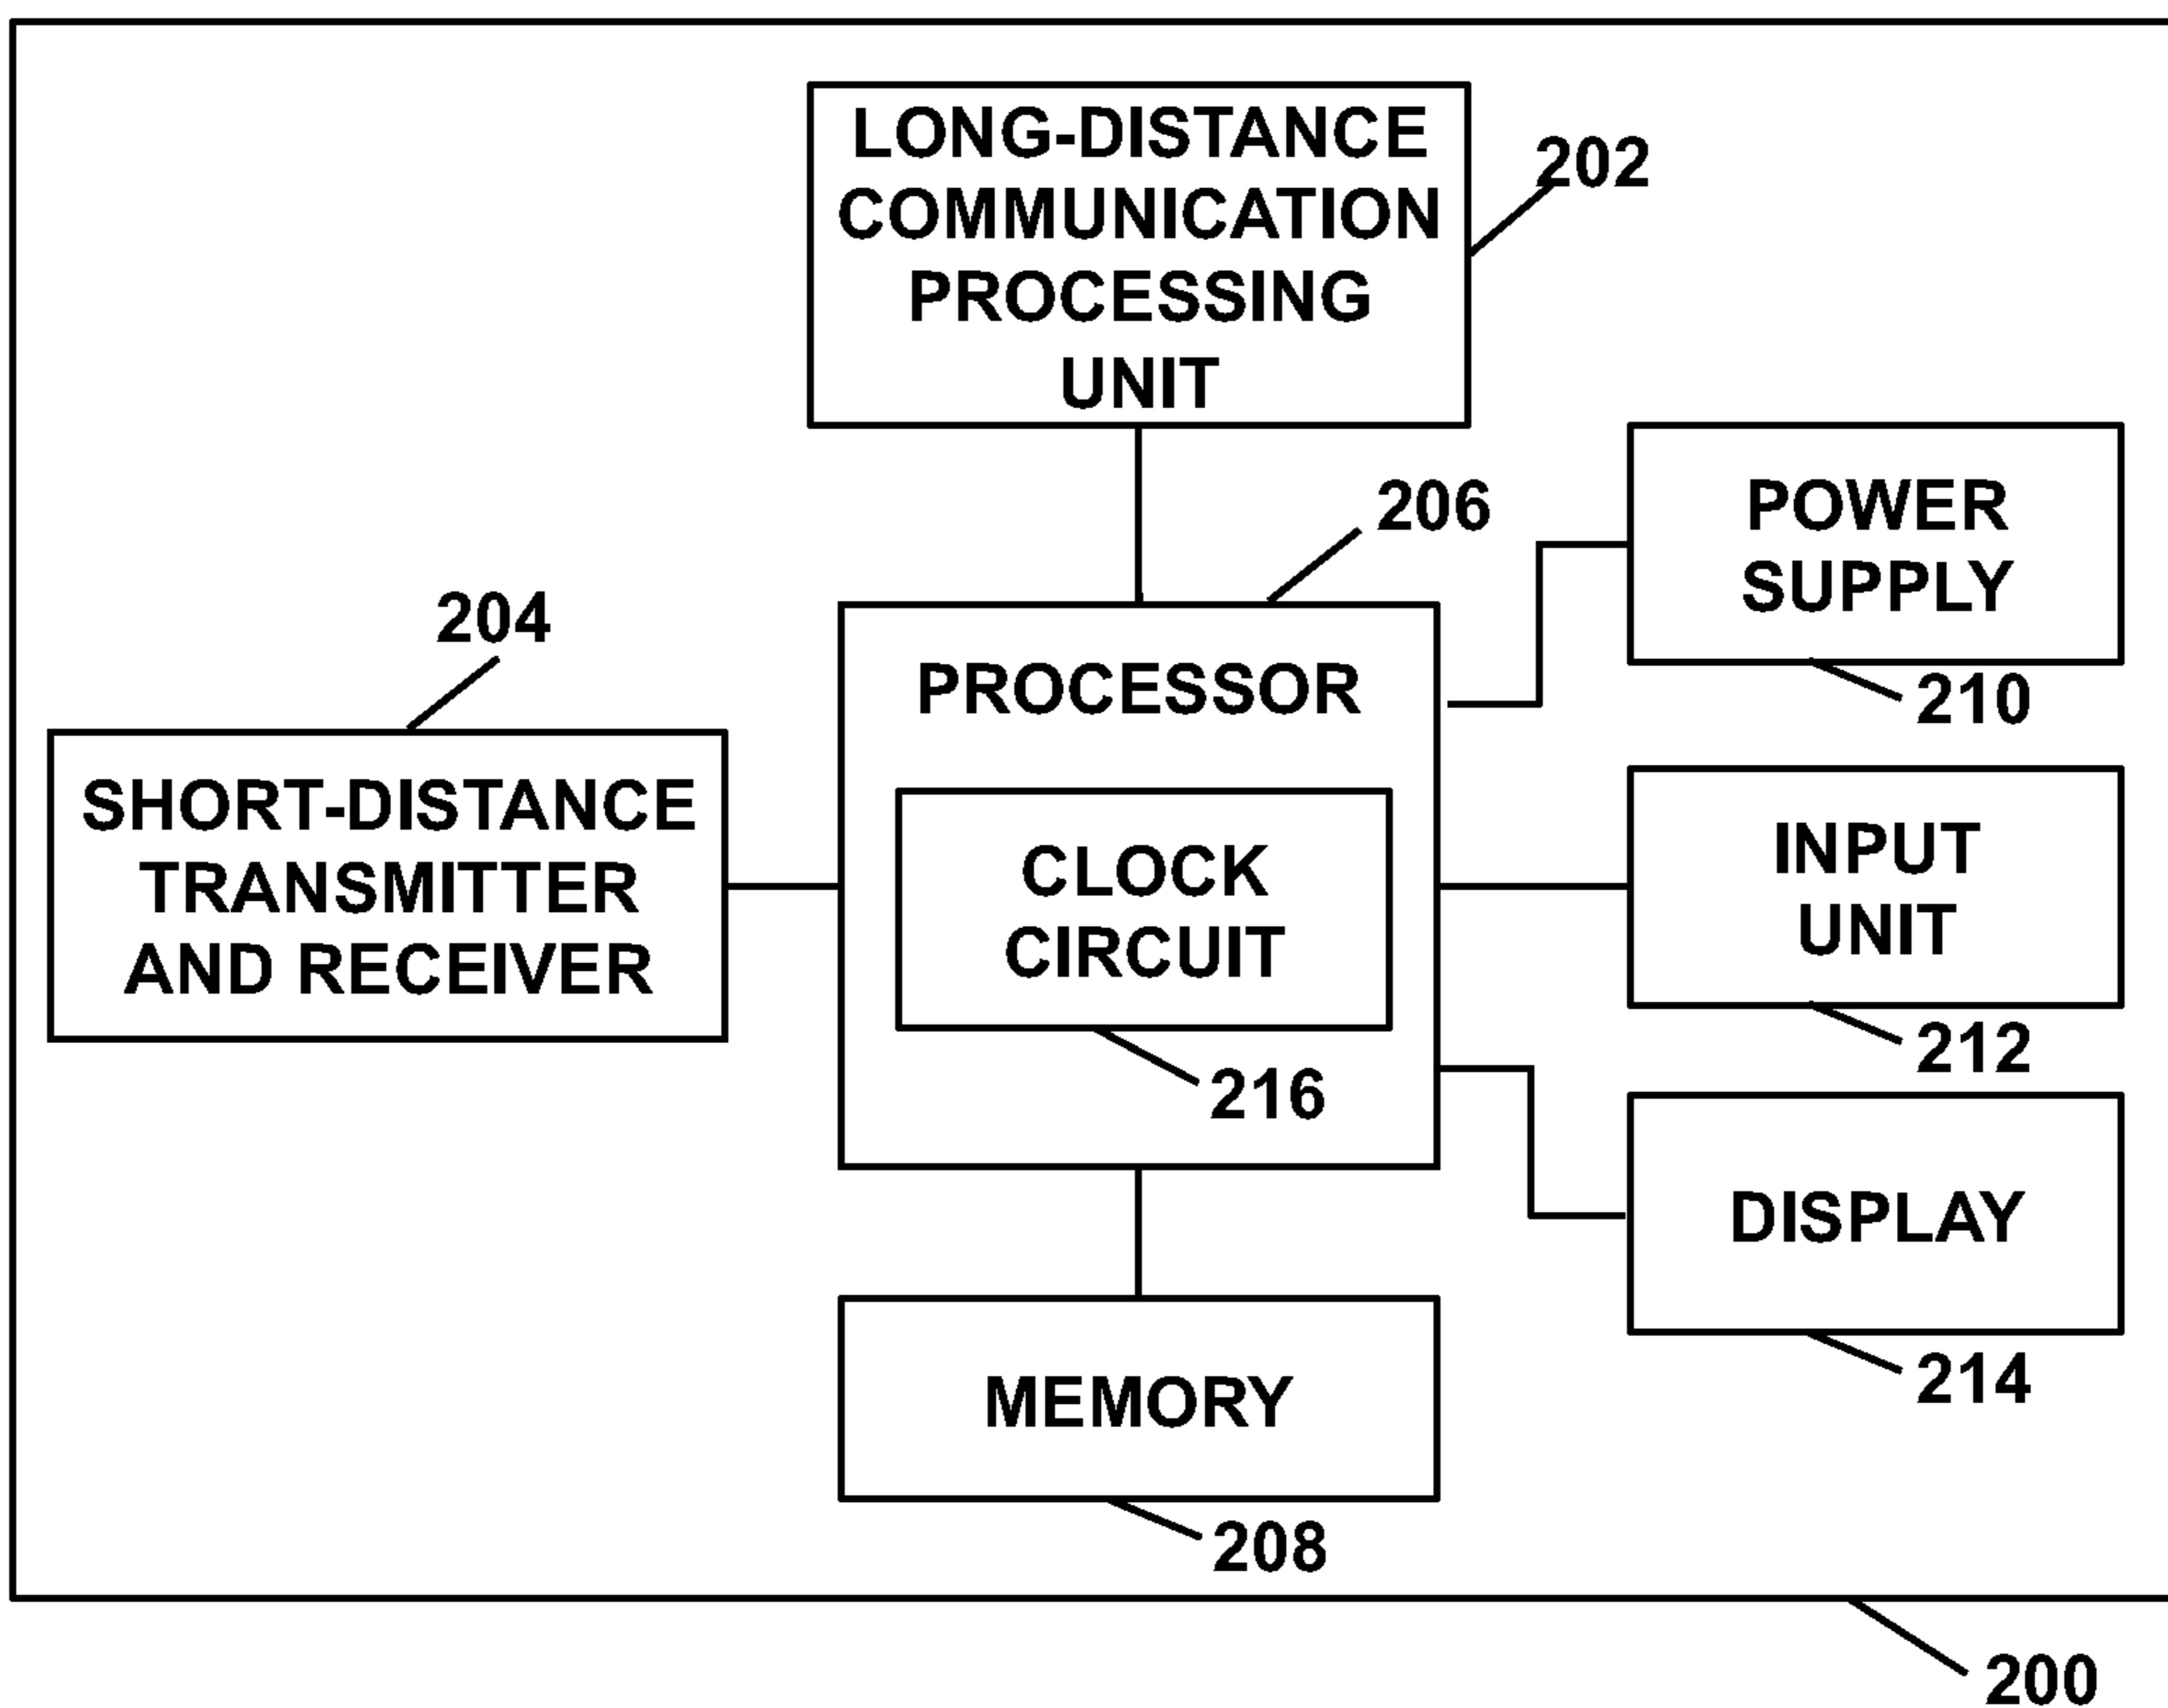 LONG-DISTANCE
COMMUNICATION
PROCESSING
UNIT
202
206
POWER
SUPPLY
210
204
PROCESSOR
SHORT-DISTANCE
TRANSMITTER
AND RECEIVER
CLOCK
CIRCUIT
216
INPUT
UNIT
212
DISPLAY
214
MEMORY
208
200